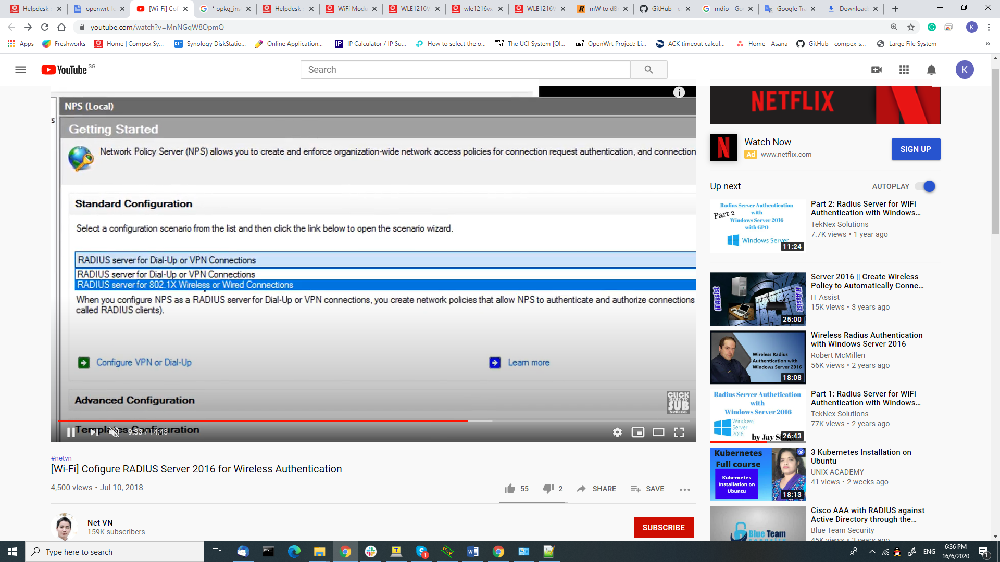 Helpdesk
openwrt-lo
[Wi-Fi] Cof
* opkg_ins
Helpdesk
WiFi Modu
WLE1216V
wle1216vx
WLE1216V
mW to dB
GitHub - c
mdio - Go
Google Tra
Download
youtube.com/watch?v=MnNGqW8OpmQ
K
Apps
Freshworks
Home | Compex Sy...
DSM
Synology DiskStatio...
Online Application...
IP
IP Calculator / IP Su...
How to select the o...
OPEN
WRT
The UCI System [Ol...
OPEN
WRT
OpenWrt Project: Li...
ACK timeout calcul...
Home - Asana
GitHub - compex-s...
Large File System
»
YouTube SG
Search
K
NPS (Local)
Getting Started
Network Policy Server (NPS) allows you to create and enforce organization-wide network access policies for connection request authentication, and connection
Standard Configuration
Select a configuration scenario from the list and then click the link below to open the scenario wizard.
RADIUS server for Dial-Up or VPN Connections
RADIUS server for Dial-Up or VPN Connections
RADIUS server for 802.1X Wireless or Wired Connections
When you configure NPS as a RADIUS server for Dial-Up or VPN connections, you create network policies that allow NPS to authenticate and authorize connections
called RADIUS clients).
Configure VPN or Dial-Up
Learn more
Advanced Configuration
CLICK
HERE TO
SUB
SCRIBE
Templates Configuration
9:33 / 14:43
#netvn
[Wi-Fi] Cofigure RADIUS Server 2016 for Wireless Authentication
4,500 views • Jul 10, 2018
55
2
SHARE
SAVE
Net VN
159K subscribers
SUBSCRIBE
NETFLIX
Watch Now
Ad www.netflix.com
SIGN UP
Up next
AUTOPLAY
Radius Server Authentication
Part 2
with
Windows Server 2016
with GPO
Windows Server
11:24
Part 2: Radius Server for WiFi
Authentication with Windows...
TekNex Solutions
7.7K views • 1 year ago
IT Assist
IT Assist
25:00
Server 2016 || Create Wireless
Policy to Automatically Conne...
IT Assist
15K views • 3 years ago
Wireless Radius
Authentication with
Windows Server 2016
18:08
Wireless Radius Authentication
with Windows Server 2016
Robert McMillen
56K views • 2 years ago
Radius Server Authetication
with
Windows Server 2016
Windows
Server
2016
by Jay
26:43
Part 1: Radius Server for WiFi
Authentication with Windows...
TekNex Solutions
77K views • 2 years ago
Kubernetes
Full course
Kubernetes
Installation on
Ubuntu
18:13
3 Kubernetes Installation on
Ubuntu
UNIX ACADEMY
41 views • 2 weeks ago
Blue Team
Cisco AAA with RADIUS against
Active Directory through the...
Blue Team Security
45K views • 3 years ago
Type here to search
1
ENG
6:36 PM
16/6/2020
1